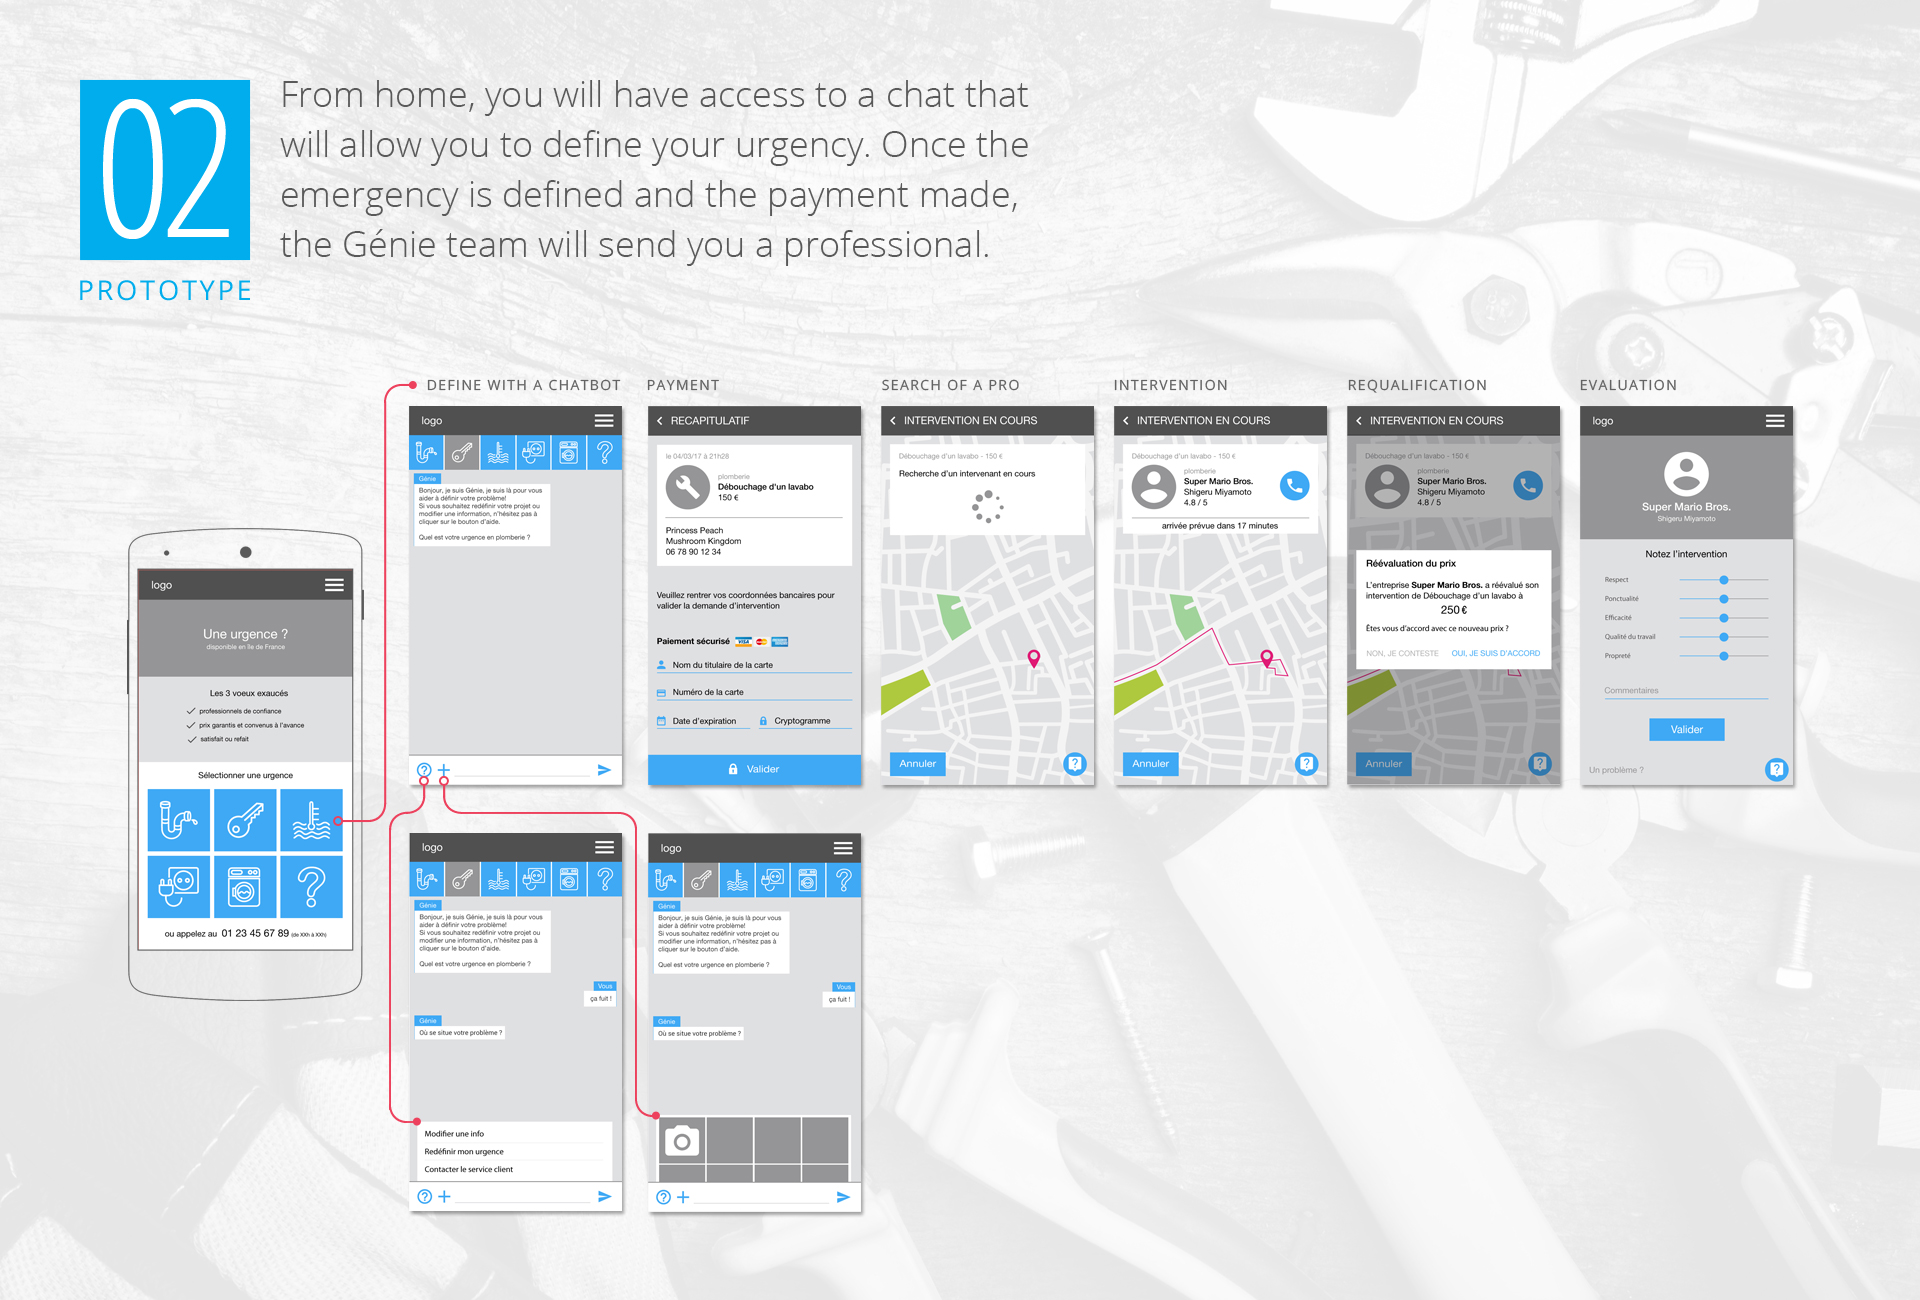 02
PROTOTYPE
From home, you will have access to a chat that
will allow you to define your urgency. Once the
emergency is defined and the payment made,
the Génie team will send you a professional.
logo
Une urgence ?
disponible en île de France
Les 3 voeux exaucés
professionnels de confiance
prix garantis et convenus à l'avance
satisfait ou refait
Sélectionner une urgence
ou appelez au 01 23 45 67 89 (de XXh à XXh)
DEFINE WITH A CHATBOT
logo
Génie
Bonjour, je suis Génie, je suis là pour vous
aider à définir votre problème!
Si vous souhaitez redéfinir votre projet ou
modifier une information, n'hésitez pas à
cliquer sur le bouton d'aide.
Quel est votre urgence en plomberie ?
PAYMENT
RECAPITULATIF
le 04/03/17 à 21h28
plomberie
Débouchage d'un lavabo
150 €
Princess Peach
Mushroom Kingdom
06 78 90 12 34
Veuillez rentrer vos coordonnées bancaires pour
valider la demande d'intervention
Paiement sécurisé VISA
Nom du titulaire de la carte
Numéro de la carte
Date d'expiration
Cryptogramme
Valider
SEARCH OF A PRO
INTERVENTION EN COURS
Débouchage d'un lavabo - 150 €
Recherche d'un intervenant en cours
Annuler
INTERVENTION
INTERVENTION EN COURS
Débouchage d'un lavabo - 150 €
plomberie
Super Mario Bros.
Shigeru Miyamoto
4.8 / 5
arrivée prévue dans 17 minutes
Annuler
REQUALIFICATION
INTERVENTION EN COURS
Débouchage d'un lavabo - 150 €
plomberie
Super Mario Bros.
Shigeru Miyamoto
4.8 / 5
Réévaluation du prix
L'entreprise Super Mario Bros. a réévalué son
intervention de Débouchage d'un lavabo à
250 €
Êtes vous d'accord avec ce nouveau prix ?
NON, JE CONTESTE
OUI, JE SUIS D'ACCORD
Annuler
EVALUATION
logo
Super Mario Bros.
Shigeru Miyamoto
Notez l'intervention
Respect
Ponctualité
Efficacité
Qualité du travail
Propreté
Commentaires
Valider
Un problème ?
logo
Génie
Bonjour, je suis Génie, je suis là pour vous
aider à définir votre problème!
Si vous souhaitez redéfinir votre projet ou
modifier une information, n'hésitez pas à
cliquer sur le bouton d'aide.
Quel est votre urgence en plomberie ?
Vous
ça fuit !
Génie
Où se situe votre problème ?
Modifier une info
Redéfinir mon urgence
Contacter le service client
logo
Génie
Bonjour, je suis Génie, je suis là pour vous
aider à définir votre problème!
Si vous souhaitez redéfinir votre projet ou
modifier une information, n'hésitez pas à
cliquer sur le bouton d'aide.
Quel est votre urgence en plomberie ?
Vous
ça fuit !
Génie
Où se situe votre problème ?